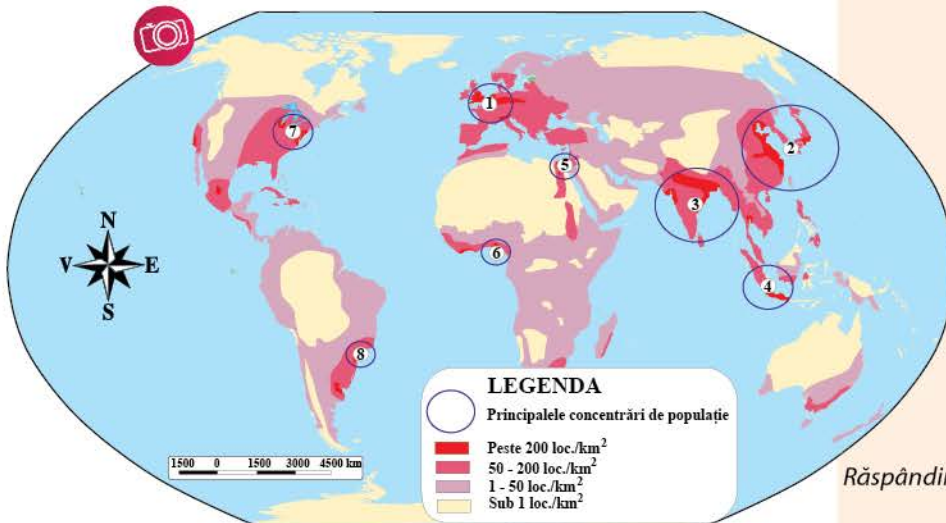 1
2
7
5
3
N
V E
S
6
4
8
LEGENDA
Principalele concentrări de populație
Peste 200 loc./km²
50 - 200 loc./km²
1 - 50 loc./km²
Sub 1 loc./km²
1500 0 1500 3000 4500 km